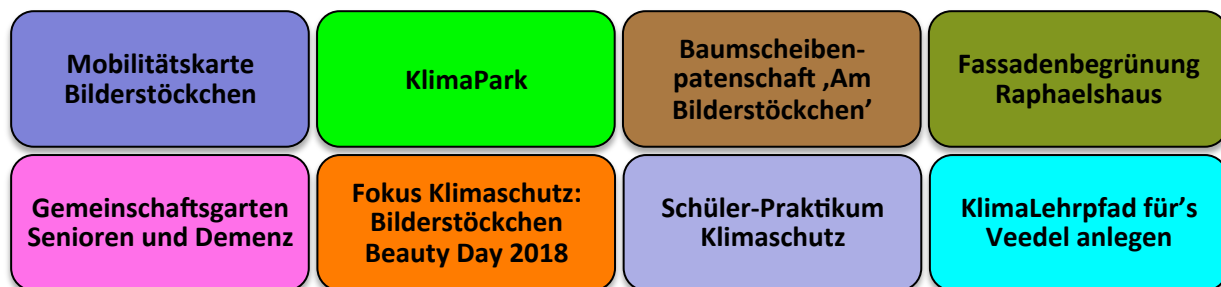 Mobilitätskarte
Bilderstöckchen
KlimaPark
Baumscheiben-
patenschaft ‚Am
Bilderstöckchen’
Fassadenbegrünung
Raphaelshaus
Gemeinschaftsgarten
Senioren und Demenz
Fokus Klimaschutz:
Bilderstöckchen
Beauty Day 2018
Schüler-Praktikum
Klimaschutz
KlimaLehrpfad für's
Veedel anlegen